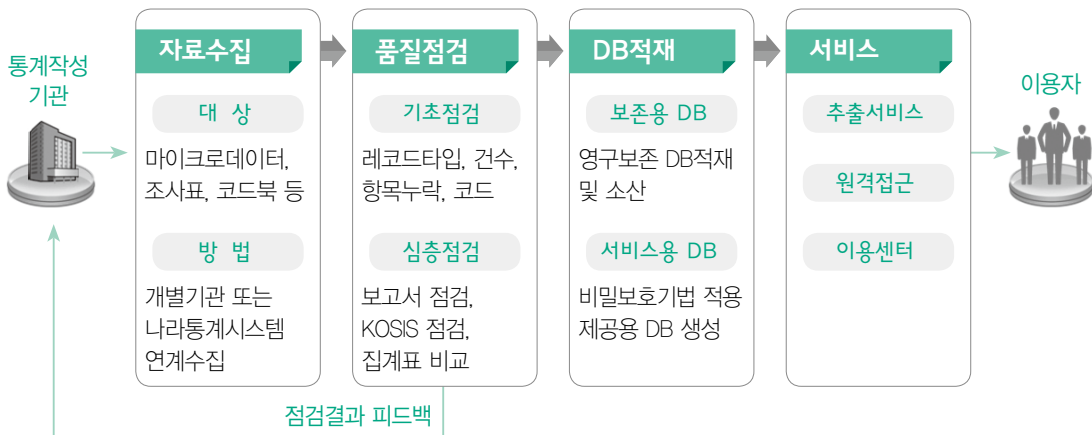 통계작성
기관
자료수집
대 상
마이크로데이터,
조사표, 코드북 등
방 법
개별기관 또는
나라통계시스템
연계수집
품질점검
기초점검
레코드타입, 건수,
항목누락, 코드
심층점검
보고서 점검,
KOSIS 점검,
집계표 비교
DB적재
보존용 DB
영구보존 DB적재
및 소산
서비스용 DB
비밀보호기법 적용
제공용 DB 생성
서비스
추출서비스
원격접근
이용센터
이용자
점검결과 피드백